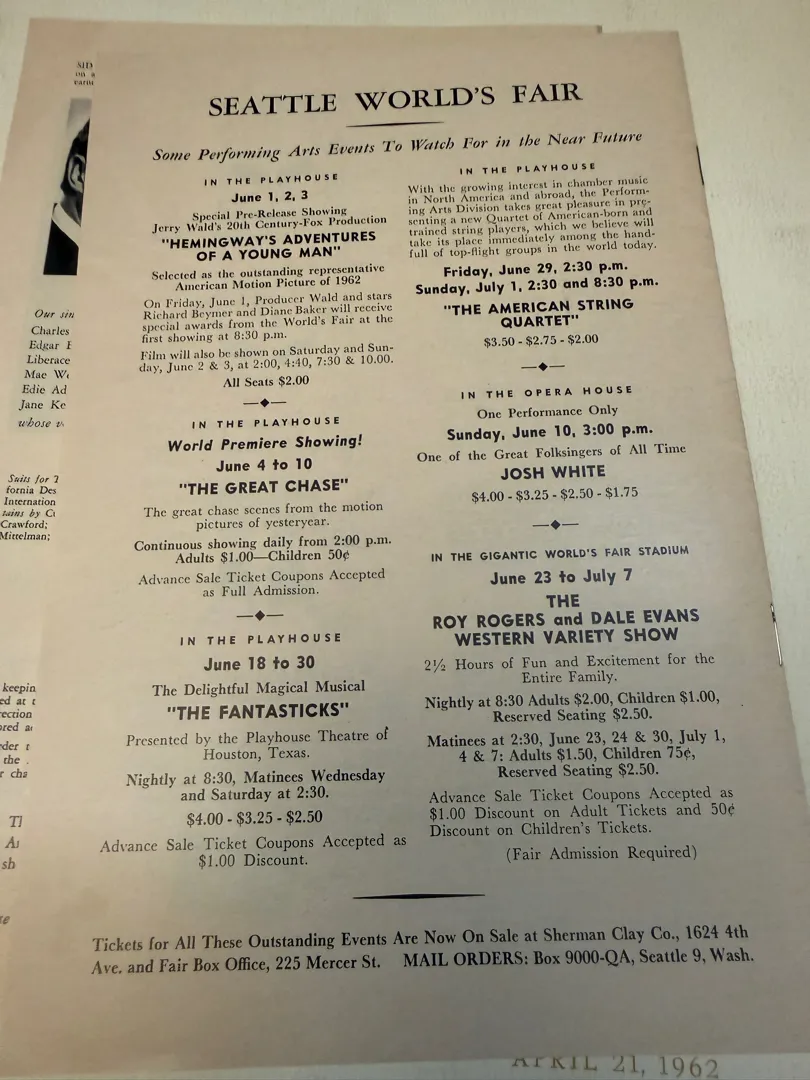 SEATTLE WORLD'S FAIR
Some Performing Arts Events To Watch For in the Near Future
IN THE PLAYHOUSE
June 1, 2, 3
Special Pre-Release Showing
Jerry Wald's 20th Century-Fox Production
"HEMINGWAY'S ADVENTURES
OF A YOUNG MAN"
Selected as the outstanding representative
American Motion Picture of 1962
On Friday, June 1, Producer Wald and stars
Richard Beymer and Diane Baker will receive
special awards from the World's Fair at the
first showing at 8:30 p.m.
Film will also be shown on Saturday and Sun-
day, June 2 & 3, at 2:00, 4:40, 7:30 & 10.00.
All Seats $2.00
IN THE PLAYHOUSE
World Premiere Showing!
June 4 to 10
"THE GREAT CHASE"
The great chase scenes from the motion
pictures of yesteryear.
Continuous showing daily from 2:00 p.m.
Adults $1.00—Children 50¢
Advance Sale Ticket Coupons Accepted
as Full Admission.
IN THE PLAYHOUSE
June 18 to 30
The Delightful Magical Musical
"THE FANTASTICKS"
Presented by the Playhouse Theatre of
Houston, Texas.
Nightly at 8:30, Matinees Wednesday
and Saturday at 2:30.
$4.00 - $3.25 - $2.50
Advance Sale Ticket Coupons Accepted as
$1.00 Discount.
IN THE PLAYHOUSE
With the growing interest in chamber music
in North America and abroad, the Perform-
ing Arts Division takes great pleasure in pre-
senting a new Quartet of American-born and
trained string players, which we believe will
take its place immediately among the hand-
full of top-flight groups in the world today.
Friday, June 29, 2:30 p.m.
Sunday, July 1, 2:30 and 8:30 p.m.
"THE AMERICAN STRING
QUARTET"
$3.50 - $2.75 - $2.00
IN THE OPERA HOUSE
One Performance Only
Sunday, June 10, 3:00 p.m.
One of the Great Folksingers of All Time
JOSH WHITE
$4.00 - $3.25 - $2.50 - $1.75
IN THE GIGANTIC WORLD'S FAIR STADIUM
June 23 to July 7
THE
ROY ROGERS and DALE EVANS
WESTERN VARIETY SHOW
2½ Hours of Fun and Excitement for the
Entire Family.
Nightly at 8:30 Adults $2.00, Children $1.00,
Reserved Seating $2.50.
Matinees at 2:30, June 23, 24 & 30, July 1,
4 & 7: Adults $1.50, Children 75¢,
Reserved Seating $2.50.
Advance Sale Ticket Coupons Accepted as
$1.00 Discount on Adult Tickets and 50¢
Discount on Children's Tickets.
(Fair Admission Required)
Tickets for All These Outstanding Events Are Now On Sale at Sherman Clay Co., 1624 4th
Ave. and Fair Box Office, 225 Mercer St. MAIL ORDERS: Box 9000-QA, Seattle 9, Wash.
APRIL 21, 1962
Our
Charles
Edgar
Liberace
Mae
Edie
Jane
whose
Suits for
fornia Des
International
Crawford;
Mittelman;
the
sh